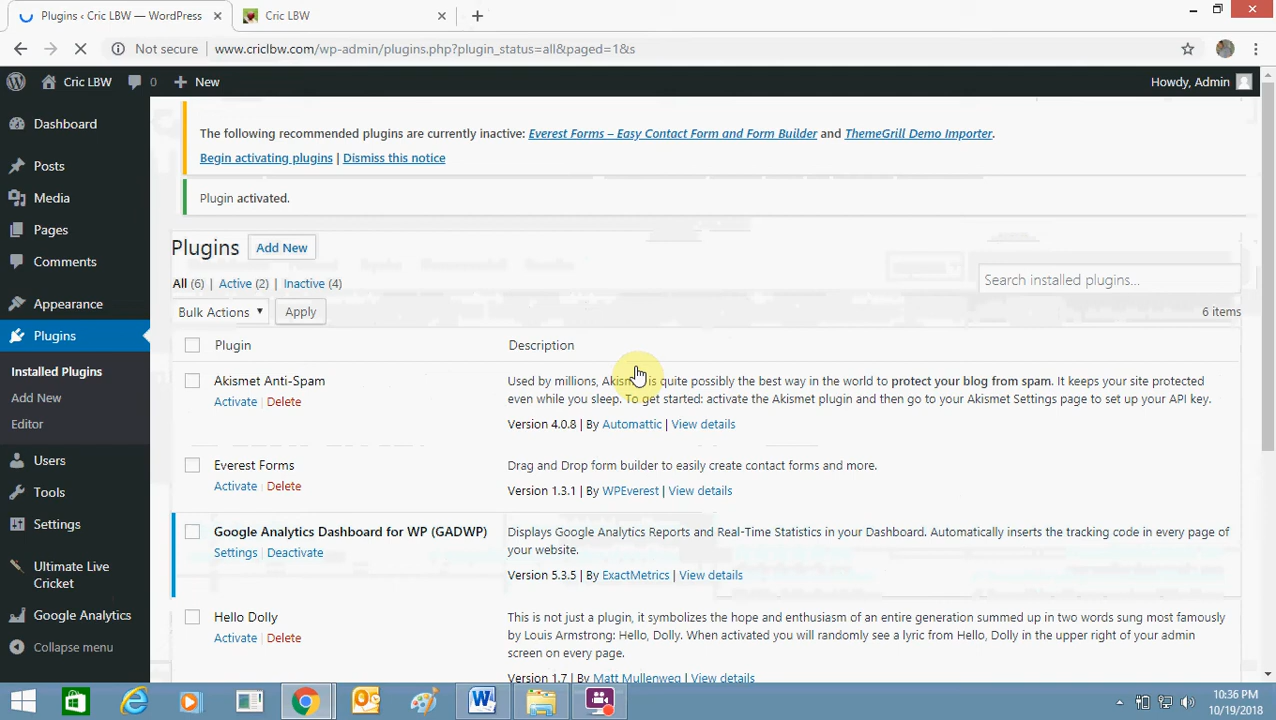 Plugins ‹ Cric LBW — WordPress
Cric LBW
Not secure www.criclbw.com/wp-admin/plugins.php?plugin_status=all&paged=1&s
Cric LBW 0 New Howdy, Admin
Dashboard
Posts
Media
Pages
Comments
Appearance
Plugins
Installed Plugins
Add New
Editor
Users
Tools
Settings
Ultimate Live
Cricket
Google Analytics
Collapse menu
The following recommended plugins are currently inactive: Everest Forms – Easy Contact Form and Form Builder and ThemeGrill Demo Importer.
Begin activating plugins | Dismiss this notice
Plugin activated.
Plugins Add New
All (6) | Active (2) | Inactive (4)
Search installed plugins...
Bulk Actions Apply 6 items
Plugin Description
Akismet Anti-Spam
Activate | Delete
Used by millions, Akismet is quite possibly the best way in the world to protect your blog from spam. It keeps your site protected
even while you sleep. To get started: activate the Akismet plugin and then go to your Akismet Settings page to set up your API key.
Version 4.0.8 | By Automattic | View details
Everest Forms
Activate | Delete
Drag and Drop form builder to easily create contact forms and more.
Version 1.3.1 | By WPEverest | View details
Google Analytics Dashboard for WP (GADWP)
Settings | Deactivate
Displays Google Analytics Reports and Real-Time Statistics in your Dashboard. Automatically inserts the tracking code in every page of
your website.
Version 5.3.5 | By ExactMetrics | View details
Hello Dolly
Activate | Delete
This is not just a plugin, it symbolizes the hope and enthusiasm of an entire generation summed up in two words sung most famously
by Louis Armstrong: Hello, Dolly. When activated you will randomly see a lyric from Hello, Dolly in the upper right of your admin
screen on every page.
Version 1.7 | By Matt Mullenweg | View details
10:36 PM
10/19/2018